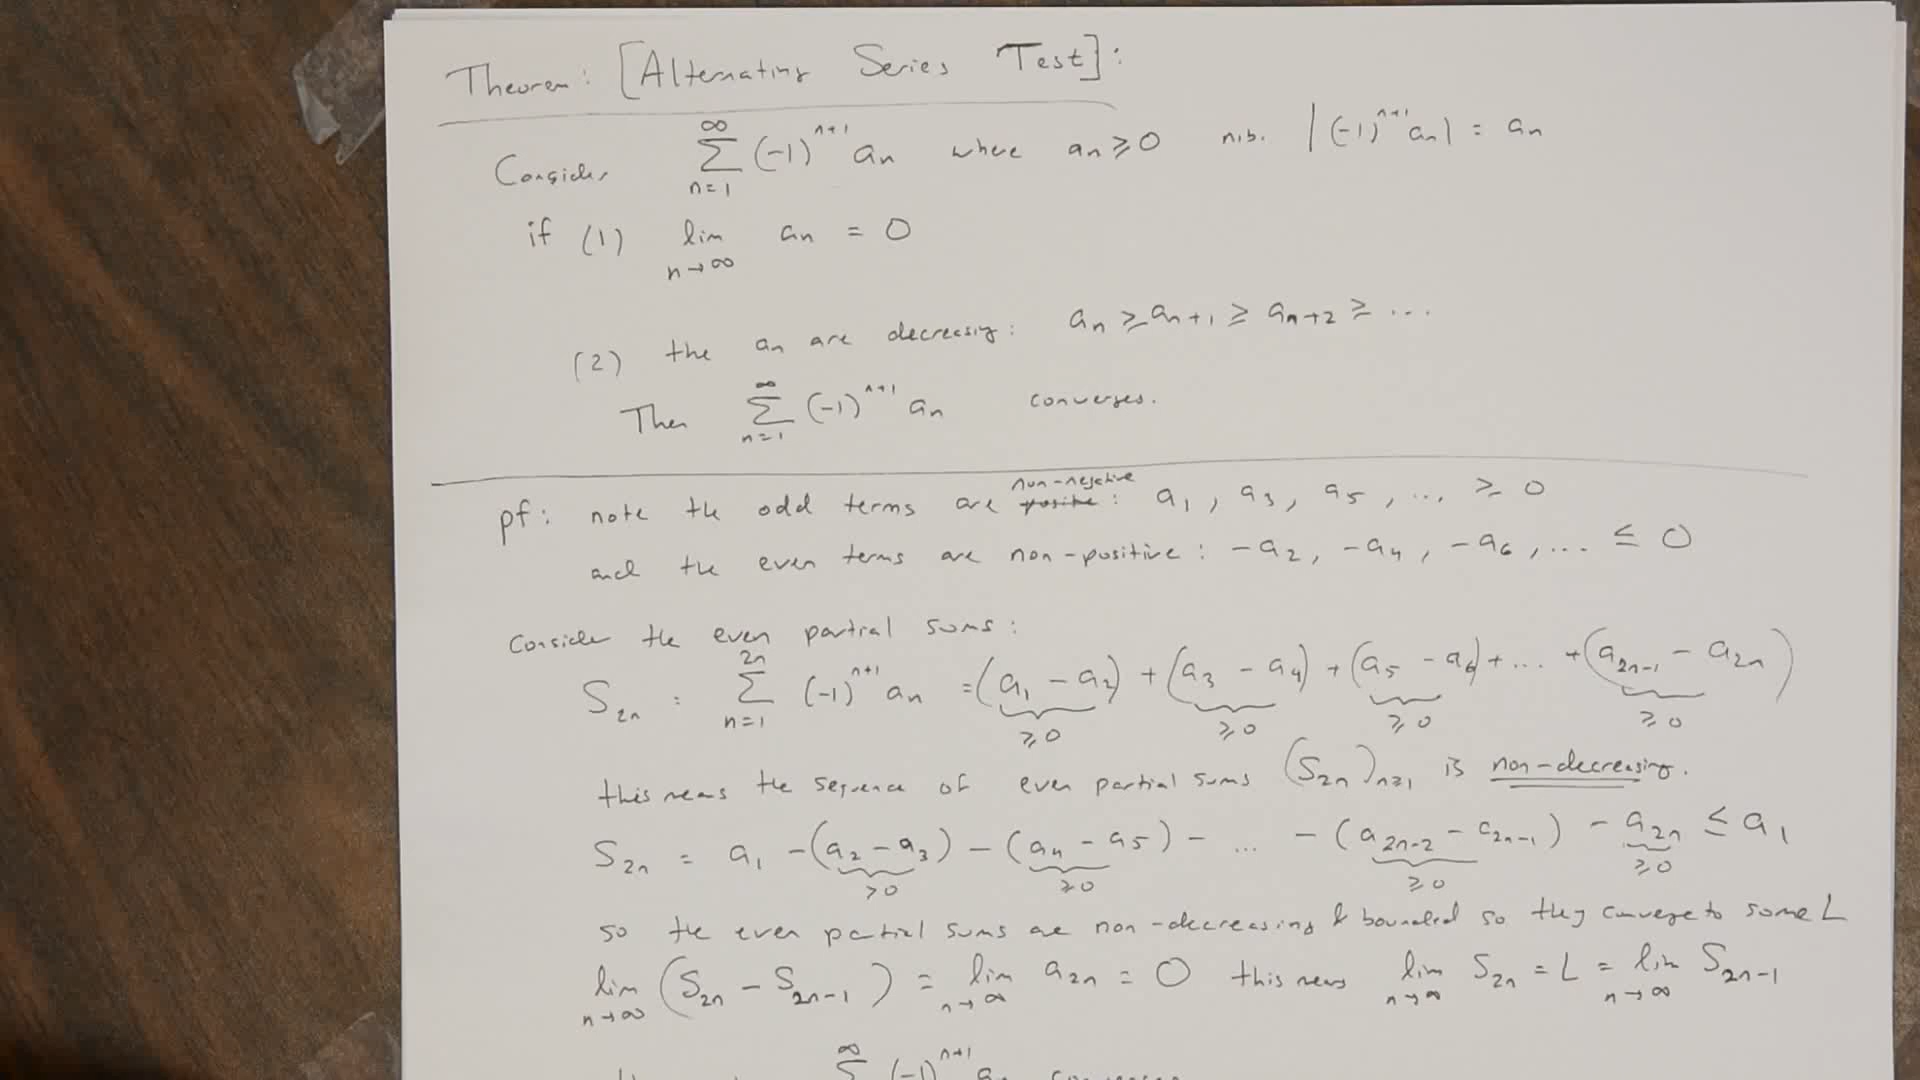 Theorem: [Alternating Series Test]:
Consider ∑_{n=1}^{∞} (-1)^{n+1} a_n where a_n ≥ 0 n.b. |(-1)^{n+1} a_n| = a_n
if (1) lim_{n→∞} a_n = 0
(2) the a_n are decreasing: a_n ≥ a_{n+1} ≥ a_{n+2} ≥ ...
Then ∑_{n=1}^{∞} (-1)^{n+1} a_n converges.
non-negative
pf: note the odd terms are positive: a_1, a_3, a_5, ... ≥ 0
and the even terms are non-positive: -a_2, -a_4, -a_6, ... ≤ 0
Consider the even partial sums:
S_{2n} = ∑_{n=1}^{2n} (-1)^{n+1} a_n = (a_1 - a_2) + (a_3 - a_4) + (a_5 - a_6) + ... + (a_{2n-1} - a_{2n})
≥0 ≥0 ≥0 ≥0
this means the sequence of even partial sums (S_{2n})_{n≥1} is non-decreasing.
S_{2n} = a_1 - (a_2 - a_3) - (a_4 - a_5) - ... - (a_{2n-2} - a_{2n-1}) - a_{2n} ≤ a_1
≥0 ≥0 ≥0 ≥0
so the even partial sums are non-decreasing & bounded so they converge to some L
lim_{n→∞} (S_{2n} - S_{2n-1}) = lim_{n→∞} a_{2n} = 0 this means lim_{n→∞} S_{2n} = L = lim_{n→∞} S_{2n-1}
∑^{∞} (-1)^{n+1} a_n